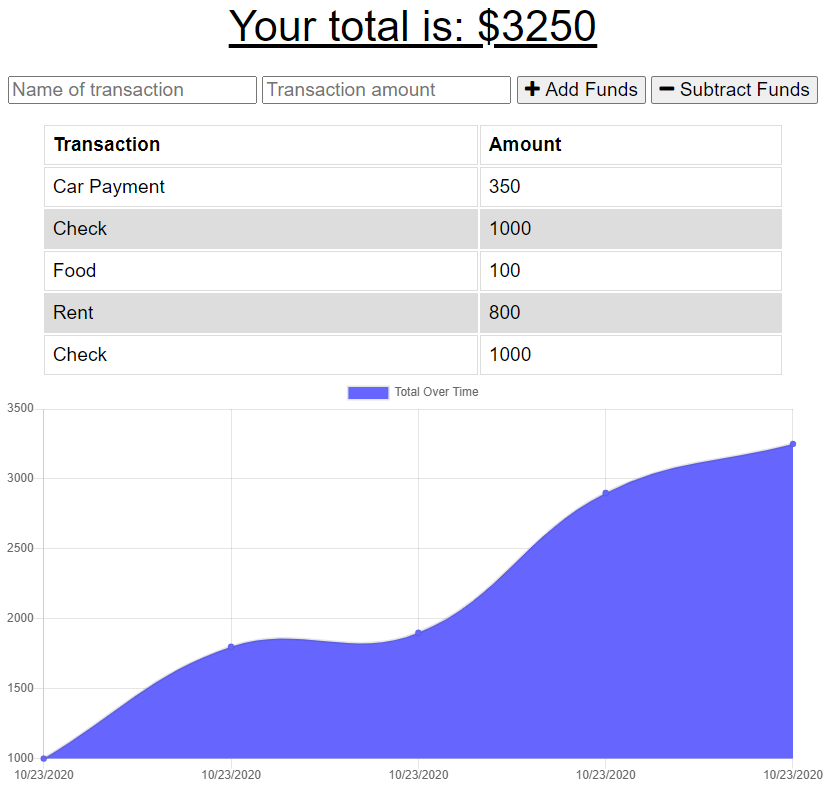 Your total is: $3250
Name of transaction Transaction amount Add Funds Subtract Funds
Transaction Amount
Car Payment 350
Check 1000
Food 100
Rent 800
Check 1000
Total Over Time
3500
3000
2500
2000
1500
1000
10/23/2020 10/23/2020 10/23/2020 10/23/2020 10/23/2020